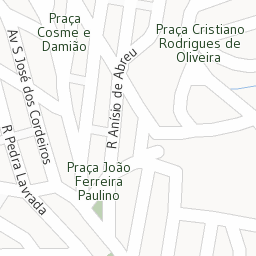 Praça
Cosme e
Damião
Praça Cristiano
Rodrigues de
Oliveira
Av S José dos Cordeiros
R Anísio de Abreu
R Pedra Lavrada
Praça João
Ferreira
Paulino